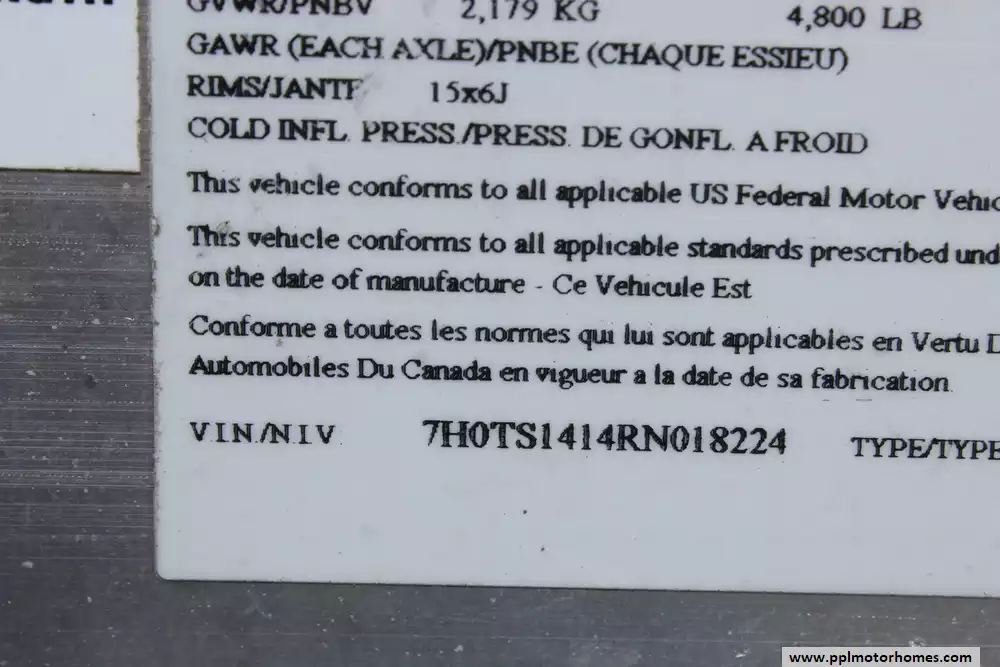 GVWR/PNBV 2,179 KG 4,800 LB
GAWR (EACH AXLE)/PNBE (CHAQUE ESSIEU)
RIMS/JANTE 15x6J
COLD INFL. PRESS./PRESS. DE GONFL. A FROID
This vehicle conforms to all applicable US Federal Motor Vehic
This vehicle conforms to all applicable standards prescribed und
on the date of manufacture - Ce Vehicule Est
Conforme a toutes les normes qui lui sont applicables en Vertu D
Automobiles Du Canada en vigueur a la date de sa fabrication.
V.I.N./N.I.V. 7H0TS1414RN018224 TYPE/TYPE
www.pplmotorhomes.com